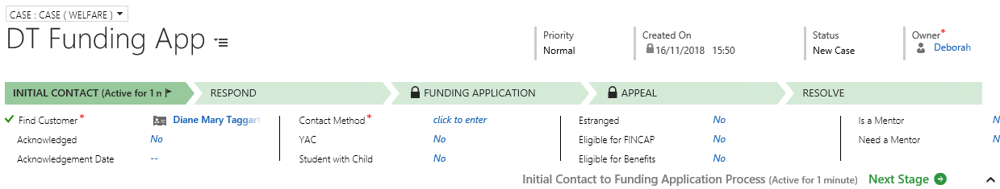 CASE : CASE ( WELFARE )
DT Funding App
Priority
Normal
Created On
16/11/2018 15:50
Status
New Case
Owner*
Deborah
INITIAL CONTACT (Active for 1 n
RESPOND
FUNDING APPLICATION
APPEAL
RESOLVE
Find Customer* Diane Mary Taggart
Acknowledged No
Acknowledgement Date --
Contact Method* click to enter
YAC No
Student with Child No
Estranged No
Eligible for FINCAP No
Eligible for Benefits No
Is a Mentor N
Need a Mentor N
Initial Contact to Funding Application Process (Active for 1 minute) Next Stage